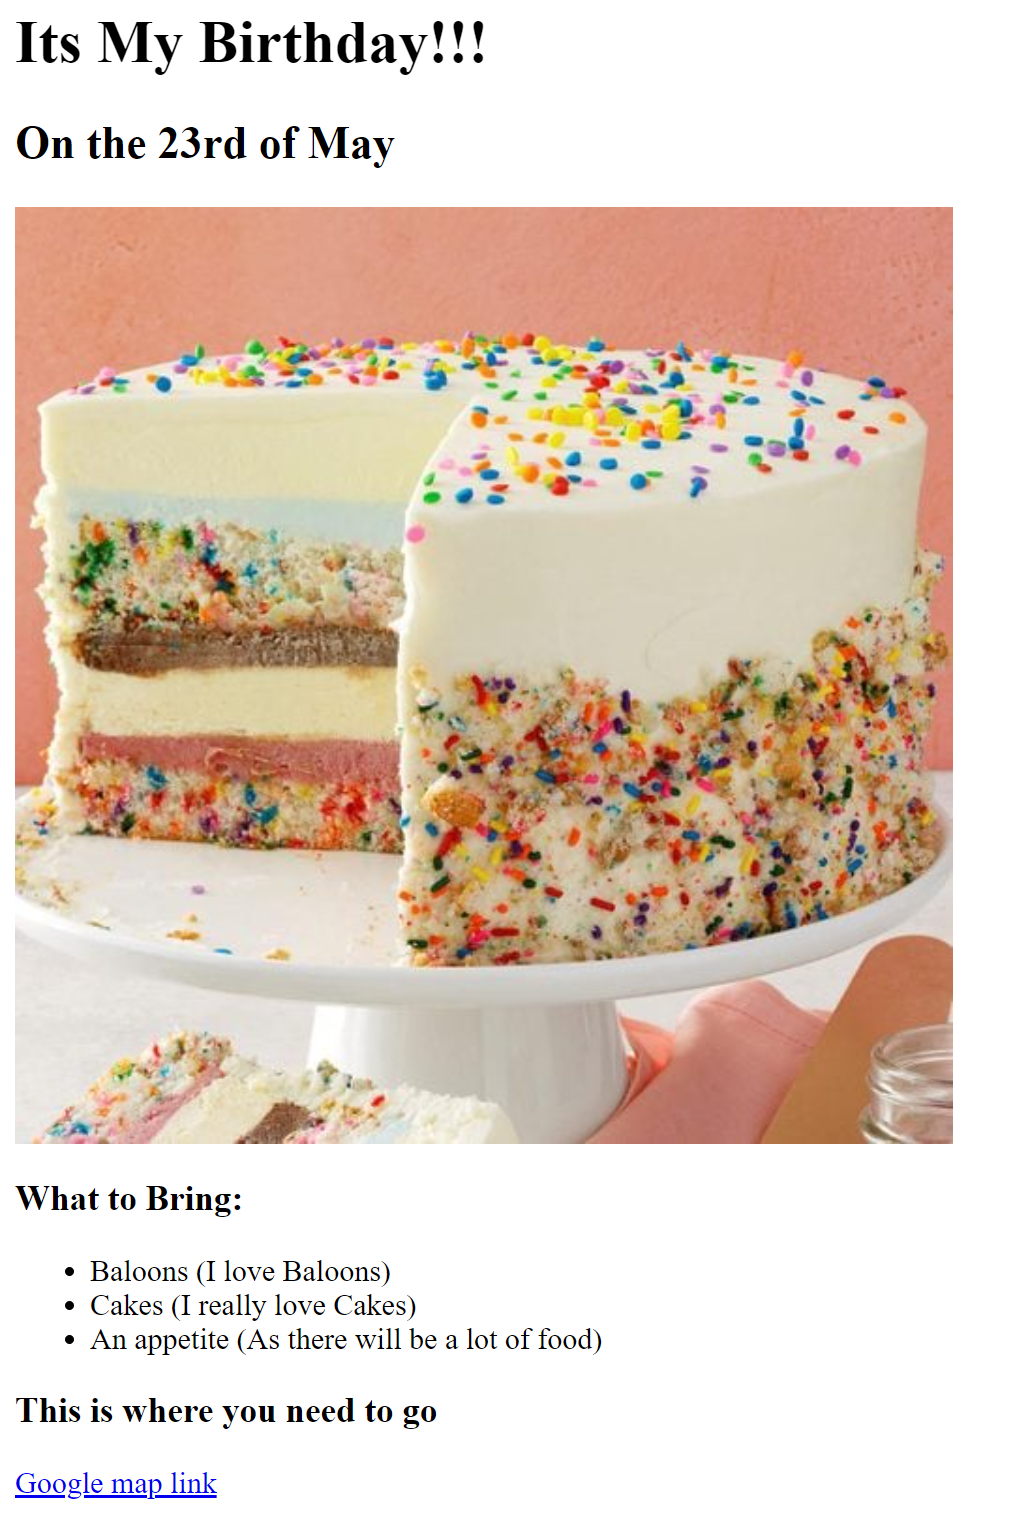 Its My Birthday!!!
On the 23rd of May
What to Bring:
Baloons (I love Baloons)
Cakes (I really love Cakes)
An appetite (As there will be a lot of food)
This is where you need to go
Google map link